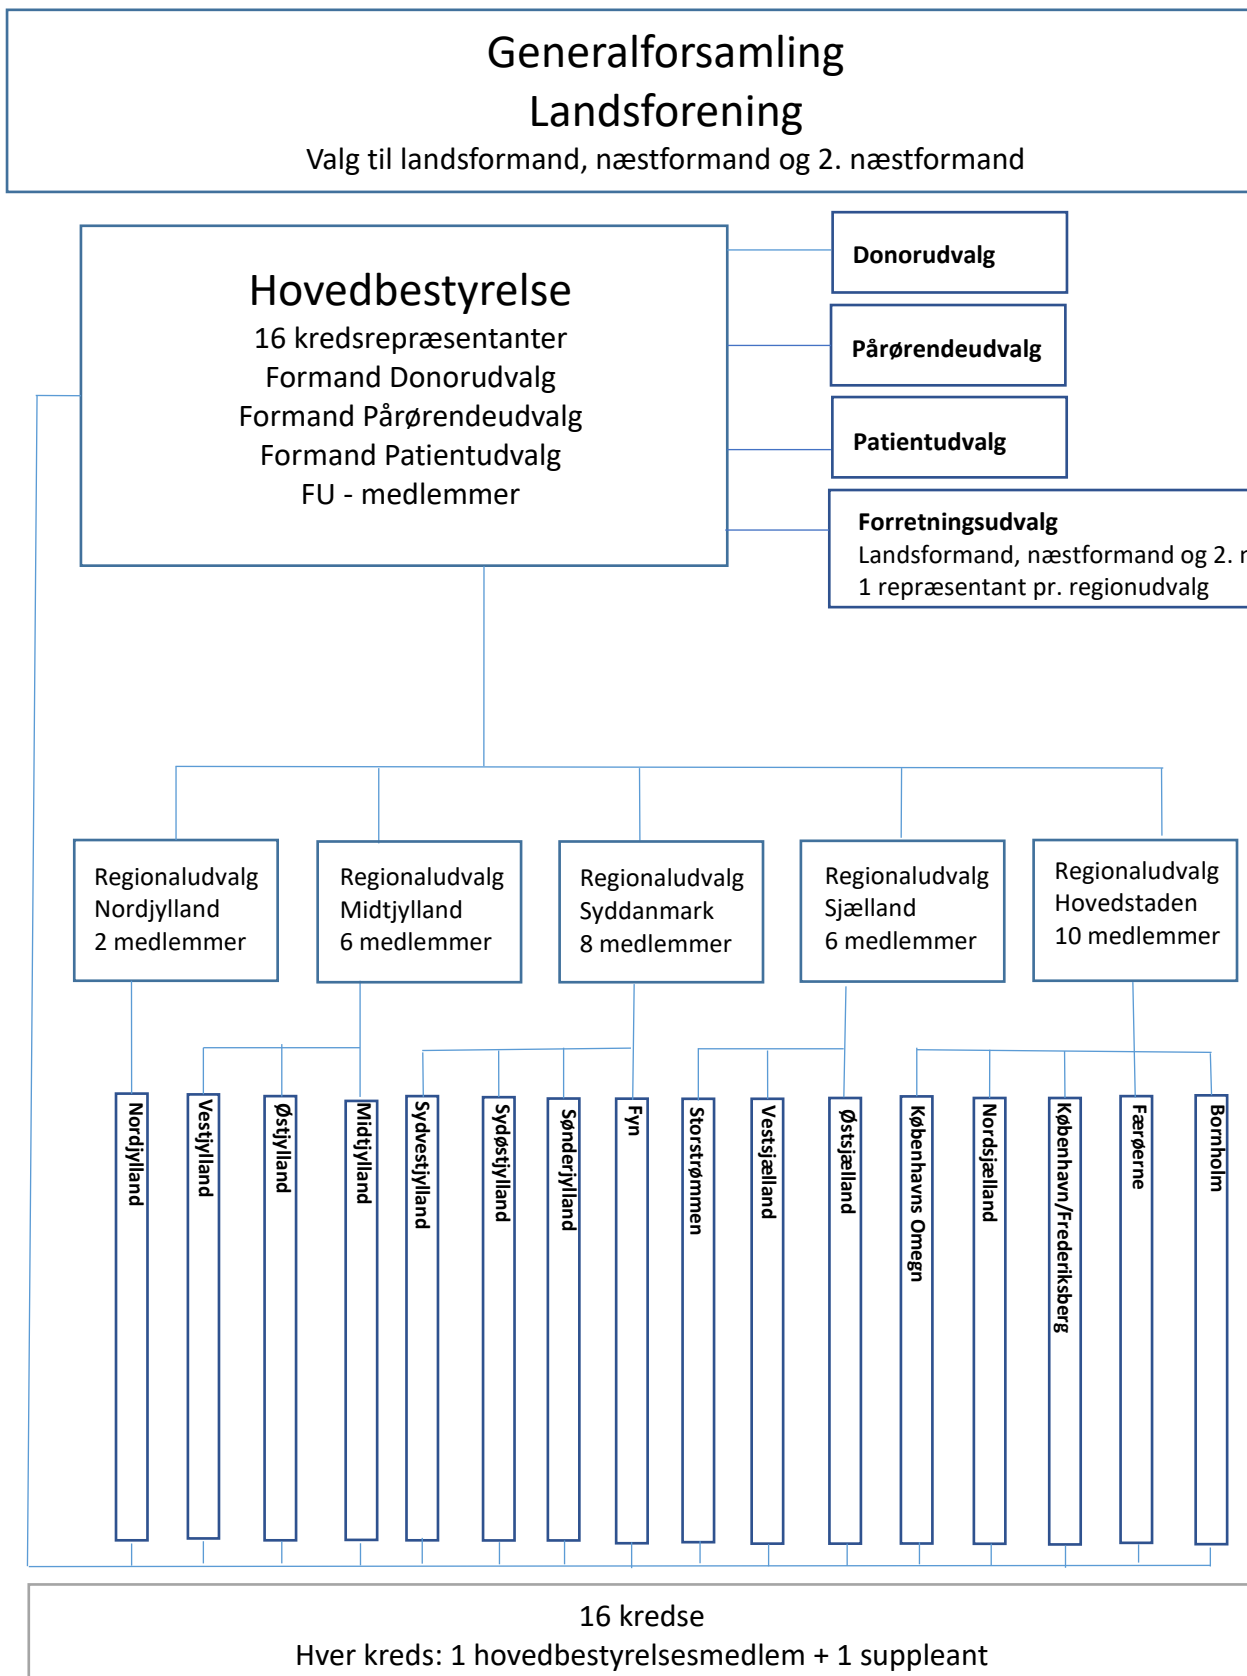 Generalforsamling
Landsforening
Valg til landsformand, næstformand og 2. næstformand
Hovedbestyrelse
16 kredsrepræsentanter
Formand Donorudvalg
Formand Pårørendeudvalg
Formand Patientudvalg
FU - medlemmer
Donorudvalg
Pårørendeudvalg
Patientudvalg
Forretningsudvalg
Landsformand, næstformand og 2.
1 repræsentant pr. regionudvalg
Regionaludvalg
Nordjylland
2 medlemmer
Regionaludvalg
Midtjylland
6 medlemmer
Regionaludvalg
Syddanmark
8 medlemmer
Regionaludvalg
Sjælland
6 medlemmer
Regionaludvalg
Hovedstaden
10 medlemmer
Nordjylland
Vestjylland
Østjylland
Midtjylland
Sydvestjylland
Sydøstjylland
Sønderjylland
Fyn
Storstrømmen
Vestsjælland
Østsjælland
Københavns Omegn
Nordsjælland
København/Frederiksberg
Færøerne
Bornholm
16 kredse
Hver kreds: 1 hovedbestyrelsesmedlem + 1 suppleant